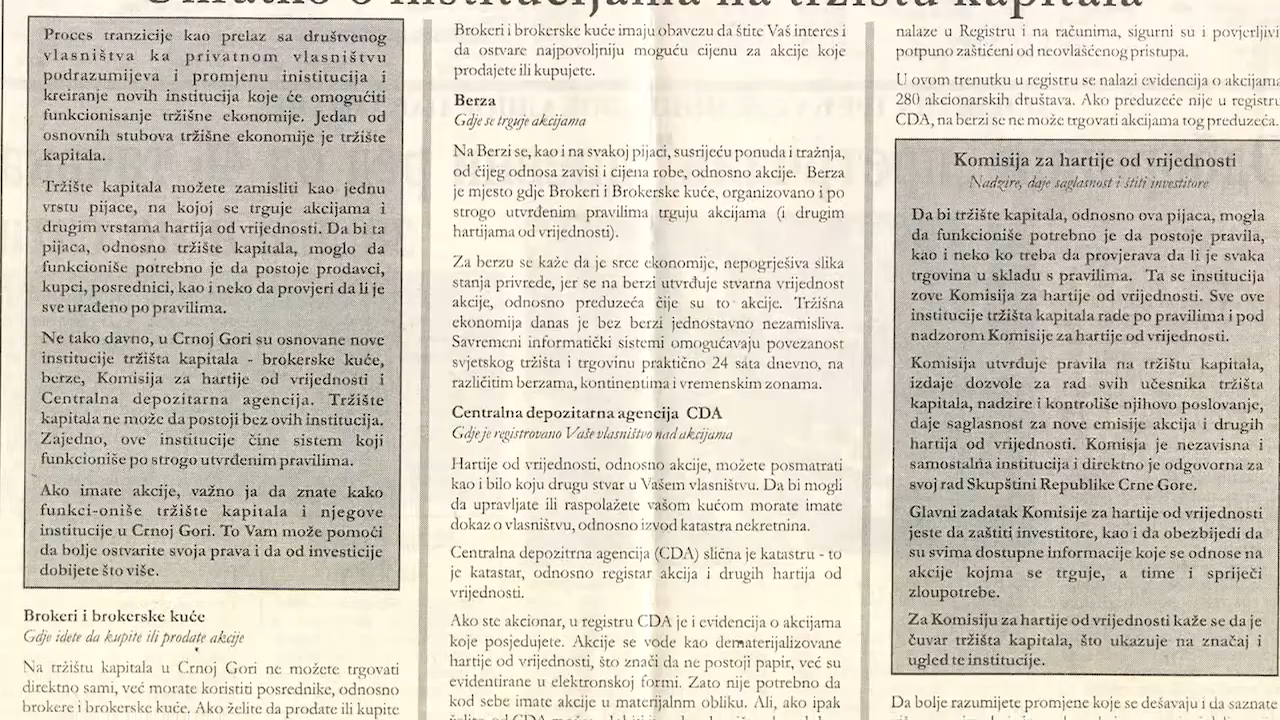 Ukratko o institucijama na tržištu kapitala
Proces tranzicije kao prelaz sa društvenog
vlasništva ka privatnom vlasništvu
podrazumijeva i promjenu inistitucija i
kreiranje novih institucija koje će omogućiti
funkcionisanje tržišne ekonomije. Jedan od
osnovnih stubova tržišne ekonomije je tržište
kapitala.
Tržište kapitala možete zamisliti kao jednu
vrstu pijace, na kojoj se trguje akcijama i
drugim vrstama hartija od vrijednosti. Da bi ta
pijaca, odnosno tržište kapitala, moglo da
funkcioniše potrebno je da postoje prodavci,
kupci, posrednici, kao i neko da provjeri da li je
sve urađeno po pravilima.
Ne tako davno, u Crnoj Gori su osnovane nove
institucije tržišta kapitala - brokerske kuće,
berze, Komisija za hartije od vrijednosti i
Centralna depozitarna agencija. Tržište
kapitala ne može da postoji bez ovih institucija.
Zajedno, ove institucije čine sistem koji
funkcioniše po strogo utvrđenim pravilima.
Ako imate akcije, važno ja da znate kako
funkci-oniše tržište kapitala i njegove
institucije u Crnoj Gori. To Vam može pomoći
da bolje ostvarite svoja prava i da od investicije
dobijete što više.
Brokeri i brokerske kuće
Gdje idete da kupite ili prodate akcije
Na tržištu kapitala u Crnoj Gori ne možete trgovati
direktno sami, već morate koristiti posrednike, odnosno
brokere i brokerske kuće. Ako želite da prodate ili kupite
Brokeri i brokerske kuće imaju obavezu da štite Vaš interes i
da ostvare najpovoljniju moguću cijenu za akcije koje
prodajete ili kupujete.
Berza
Gdje se trguje akcijama
Na Berzi se, kao i na svakoj pijaci, susrijeću ponuda i tražnja,
od čijeg odnosa zavisi i cijena robe, odnosno akcije. Berza
je mjesto gdje Brokeri i Brokerske kuće, organizovano i po
strogo utvrđenim pravilima trguju akcijama (i drugim
hartijama od vrijednosti).
Za berzu se kaže da je srce ekonomije, nepogrješiva slika
stanja privrede, jer se na berzi utvrđuje stvarna vrijednost
akcije, odnosno preduzeća čije su to akcije. Tržišna
ekonomija danas je bez berzi jednostavno nezamisliva.
Savremeni informatički sistemi omogućavaju povezanost
svjetskog tržišta i trgovinu praktično 24 sata dnevno, na
različitim berzama, kontinentima i vremenskim zonama.
Centralna depozitarna agencija CDA
Gdje je registrovano Vaše vlasništvo nad akcijama
Hartije od vrijednosti, odnosno akcije, možete posmatrati
kao i bilo koju drugu stvar u Vašem vlasništvu. Da bi mogli
da upravljate ili raspolažete vašom kućom morate imate
dokaz o vlasništvu, odnosno izvod katastra nekretnina.
Centralna depozitrna agencija (CDA) slična je katastru - to
je katastar, odnosno registar akcija i drugih hartija od
vrijednosti.
Ako ste akcionar, u registru CDA je i evidencija o akcijama
koje posjedujete. Akcije se vode kao dematerijalizovane
hartije od vrijednosti, što znači da ne postoji papir, već su
evidentirane u elektronskoj formi. Zato nije potrebno da
kod sebe imate akcije u materijalnom obliku. Ali, ako ipak
nalaze u Registru i na računima, sigurni su i povjerljivi
potpuno zaštićeni od neovlašćenog pristupa.
U ovom trenutku u registru se nalazi evidencija o akcijama
280 akcionarskih društava. Ako preduzeće nije u registru
CDA, na berzi se ne može trgovati akcijama tog preduzeća.
Komisija za hartije od vrijednosti
Nadzire, daje saglasnost i štiti investitore
Da bi tržište kapitala, odnosno ova pijaca, mogla
da funkcioniše potrebno je da postoje pravila,
kao i neko ko treba da provjerava da li je svaka
trgovina u skladu s pravilima. Ta se institucija
zove Komisija za hartije od vrijednosti. Sve ove
institucije tržišta kapitala rade po pravilima i pod
nadzorom Komisije za hartije od vrijednosti.
Komisija utvrđuje pravila na tržištu kapitala,
izdaje dozvole za rad svih učesnika tržišta
kapitala, nadzire i kontroliše njihovo poslovanje,
daje saglasnost za nove emisije akcija i drugih
hartija od vrijednosti. Komsija je nezavisna i
samostalna institucija i direktno je odgovorna za
svoj rad Skupštini Republike Crne Gore.
Glavni zadatak Komisije za hartije od vrijednosti
jeste da zaštiti investitore, kao i da obezbijedi da
su svima dostupne informacije koje se odnose na
akcije kojma se trguje, a time i spriječi
zloupotrebe.
Za Komisiju za hartije od vrijednosti kaže se da je
čuvar tržišta kapitala, što ukazuje na značaj i
ugled te institucije.
Da bolje razumijete promjene koje se dešavaju i da saznate